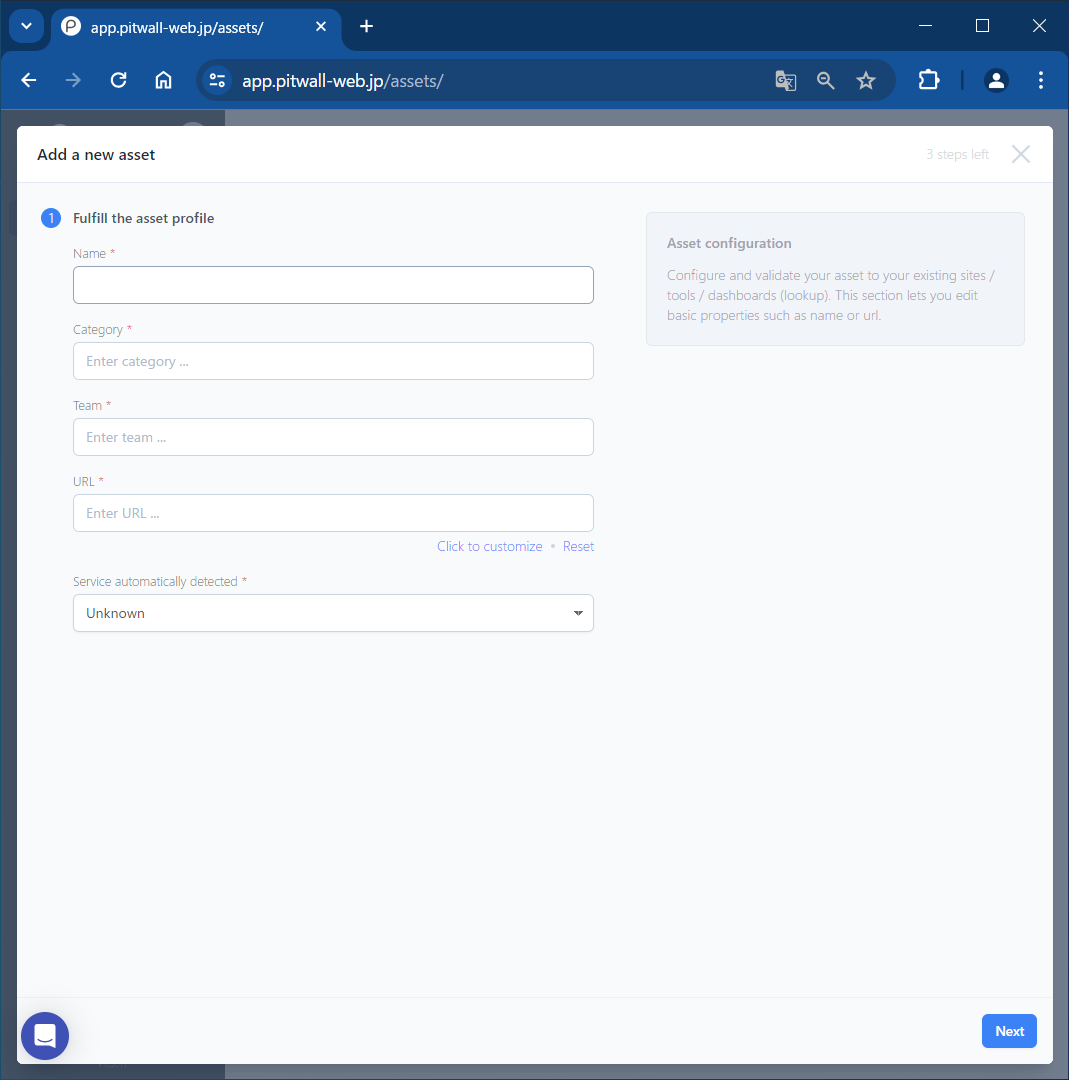 app.pitwall-web.jp/assets/
app.pitwall-web.jp/assets/
Add a new asset
3 steps left
1 Fulfill the asset profile
Name *
Category *
Enter category ...
Team *
Enter team ...
URL *
Enter URL ...
Click to customize • Reset
Service automatically detected *
Unknown
Asset configuration
Configure and validate your asset to your existing sites /
tools / dashboards (lookup). This section lets you edit
basic properties such as name or url.
Next